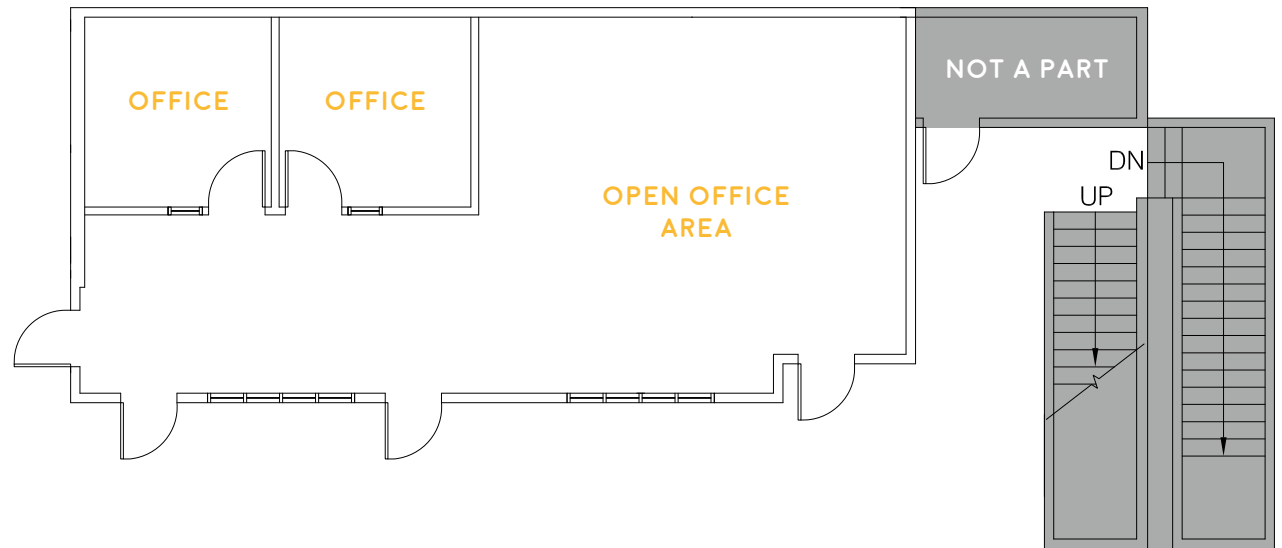 NOT A PART
OFFICE
OFFICE
DN
UP
OPEN OFFICE
AREA